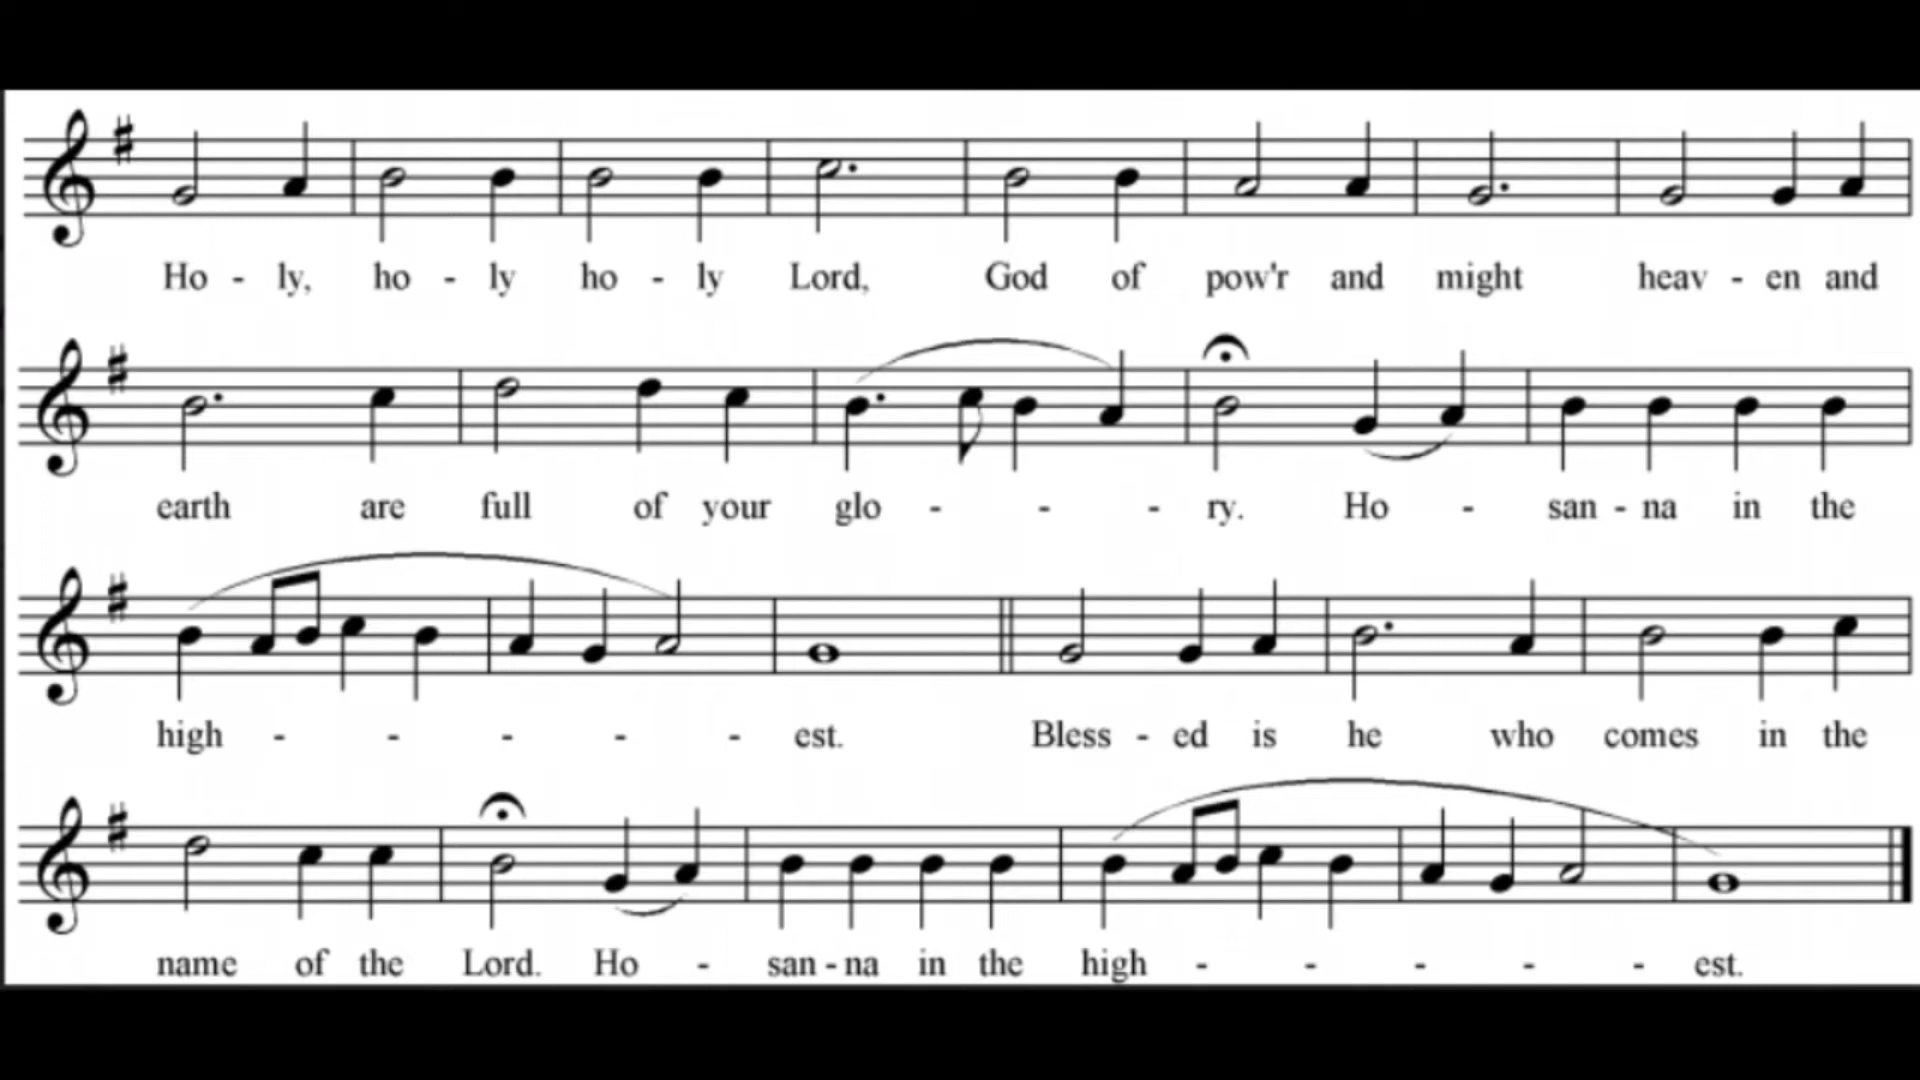 Ho - ly, ho - ly ho - ly Lord, God of pow'r and might heav - en and
earth are full of your glo - - - ry. Ho - san - na in the
high - - - - - est. Bless - ed is he who comes in the
name of the Lord. Ho - san - na in the high - - - - - est.